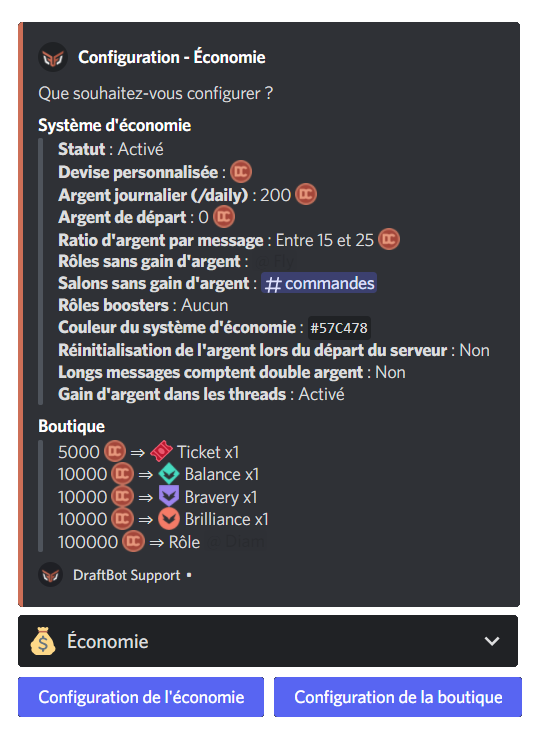 Configuration - Économie
Que souhaitez-vous configurer ?
Système d'économie
Statut : Activé
Devise personnalisée :
Argent journalier (/daily) : 200
Argent de départ : 0
Ratio d'argent par message : Entre 15 et 25
Rôles sans gain d'argent :
Salons sans gain d'argent : # commandes
Rôles boosters : Aucun
Couleur du système d'économie : #57C478
Réinitialisation de l'argent lors du départ du serveur : Non
Longs messages comptent double argent : Non
Gain d'argent dans les threads : Activé
Boutique
5000 ⇒ Ticket x1
10000 ⇒ Balance x1
10000 ⇒ Bravery x1
10000 ⇒ Brilliance x1
100000 ⇒ Rôle
DraftBot Support •
Économie
Configuration de l'économie
Configuration de la boutique